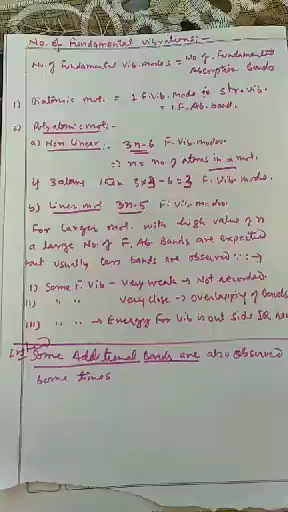 No. of Fundamental Vibrations:-
No. of Fundamental Vib. modes = No of. Fundamental
Absorption Bands
1) Diatomic mol. = 1 F.Vib. Mode is str. vib.
= 1 F. Ab. band.
2) Polyatomic mol:-
a) Non Linear:- 3n-6 F. Vib. modes.
=> n = no. of atoms in a mol.
if 3 atoms 3x3-6 = 3 F. Vib. mode.
b) Linear mol 3n-5 F. Vib. modes
For larger mol. with high value of n
a large No. of F. Ab. Bands are expected
but usually less bands are observed ∵ :→
i) Some F. Vib - Very weak → Not recorded
ii) " " Very close → overlapping of Bands
iii) " " → Energy For Vib is out side IR
Some Additional Bands are also observed
some times